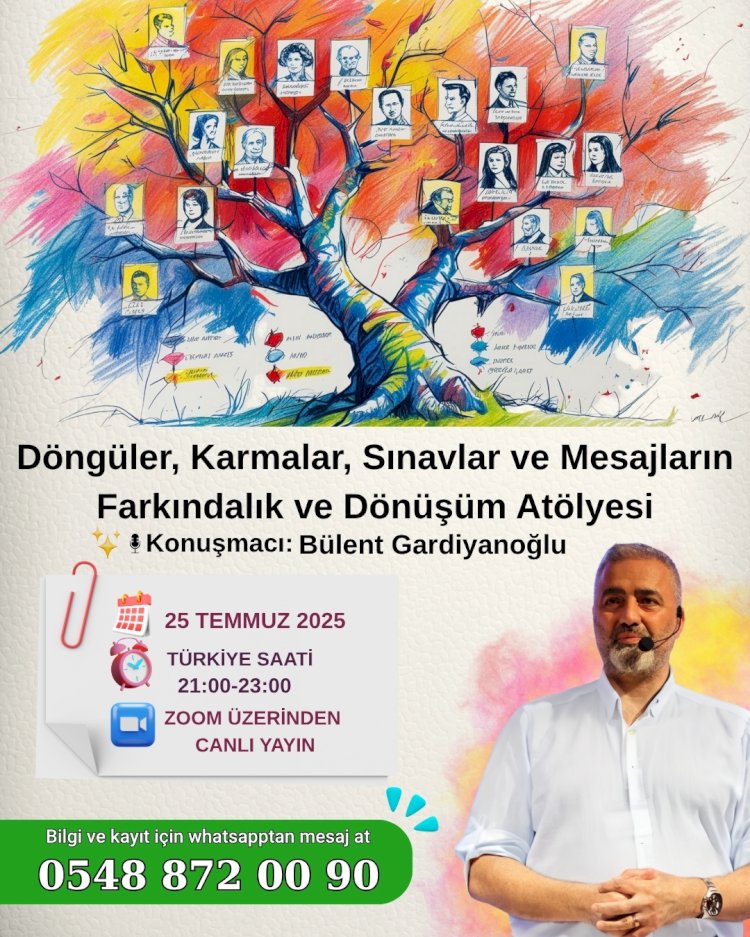 Döngüler, Karmalar, Sınavlar ve Mesajların
Farkındalık ve Dönüşüm Atölyesi
Konuşmacı: Bülent Gardiyanoğlu
25 TEMMUZ 2025
TÜRKİYE SAATİ
21:00-23:00
ZOOM ÜZERİNDEN
CANLI YAYIN
Bilgi ve kayıt için whatsapptan mesaj at
0548 872 00 90